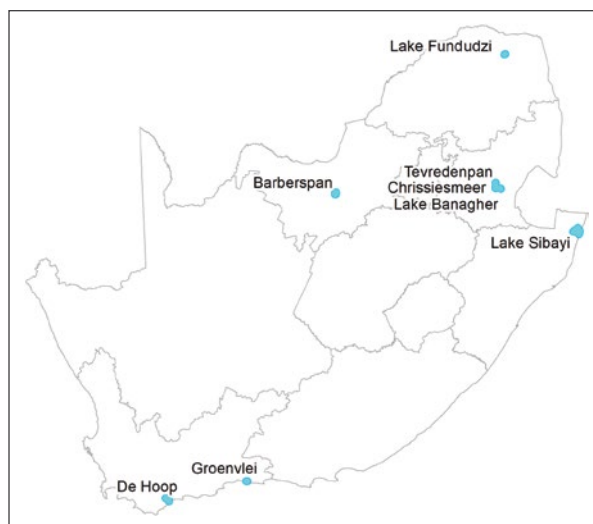 Lake Fundudzi
Tevredenpan
Barberspan
Chrissiesmeer
Lake Banagher
Lake Sibayi
Groenvlei
De Hoop